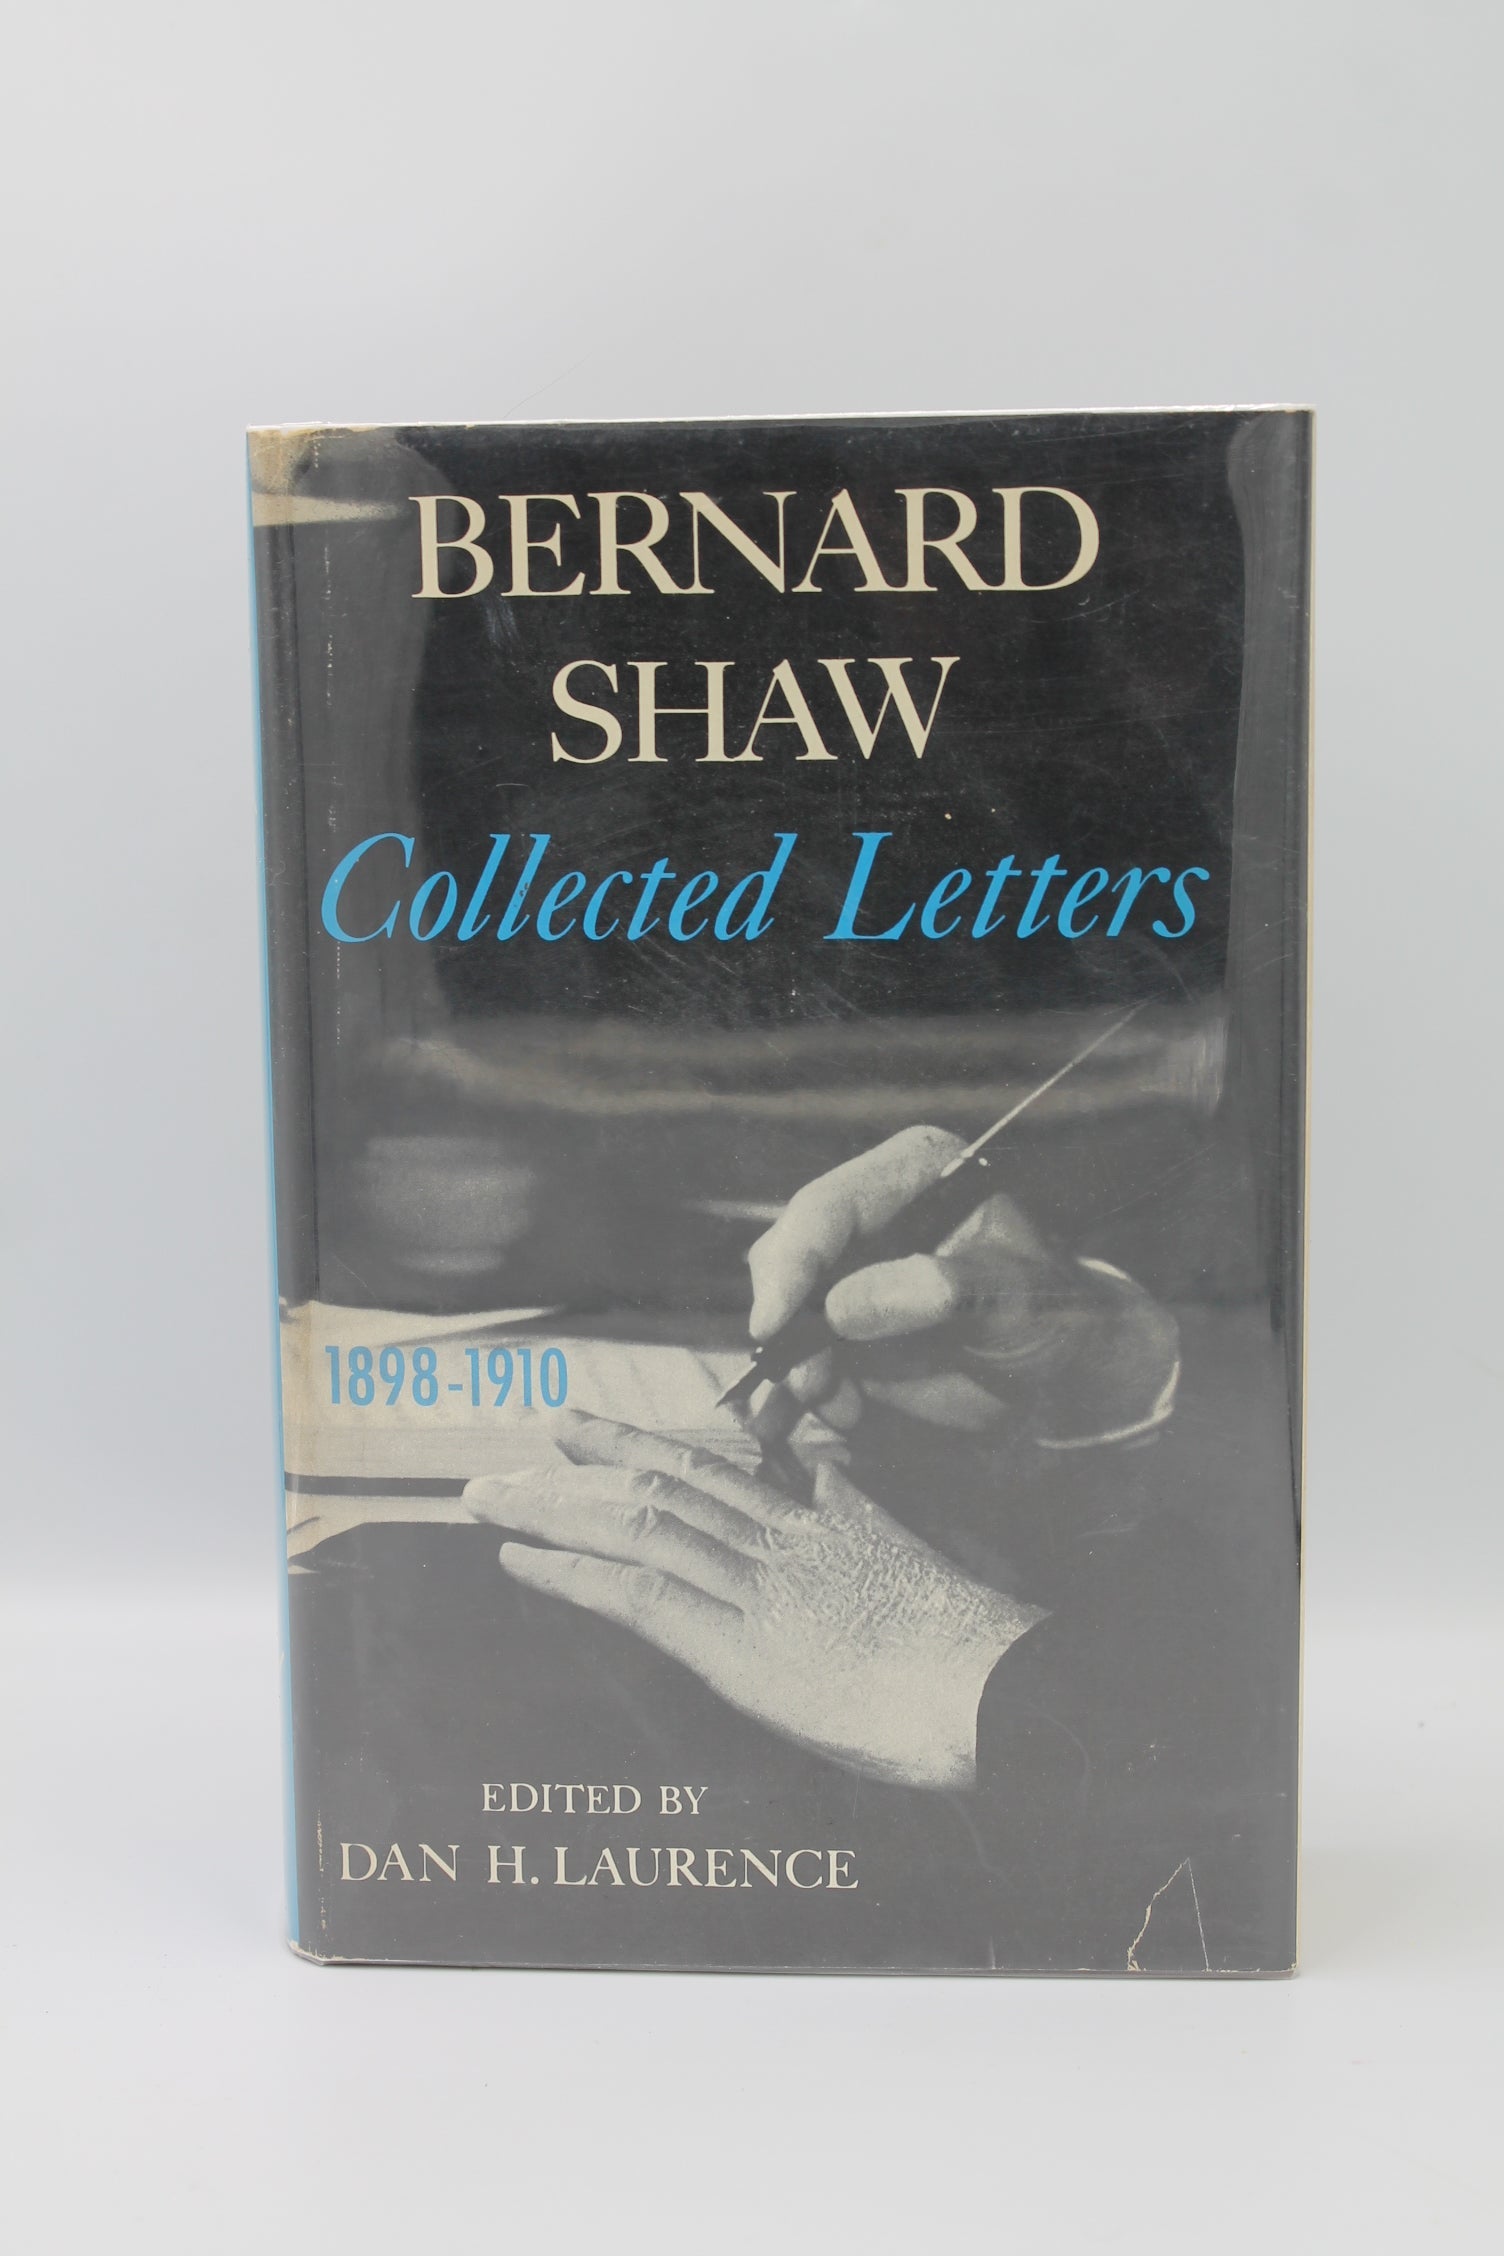 BERNARD
SHAW
Collected Letters
1898-1910
EDITED BY
DAN H. LAURENCE